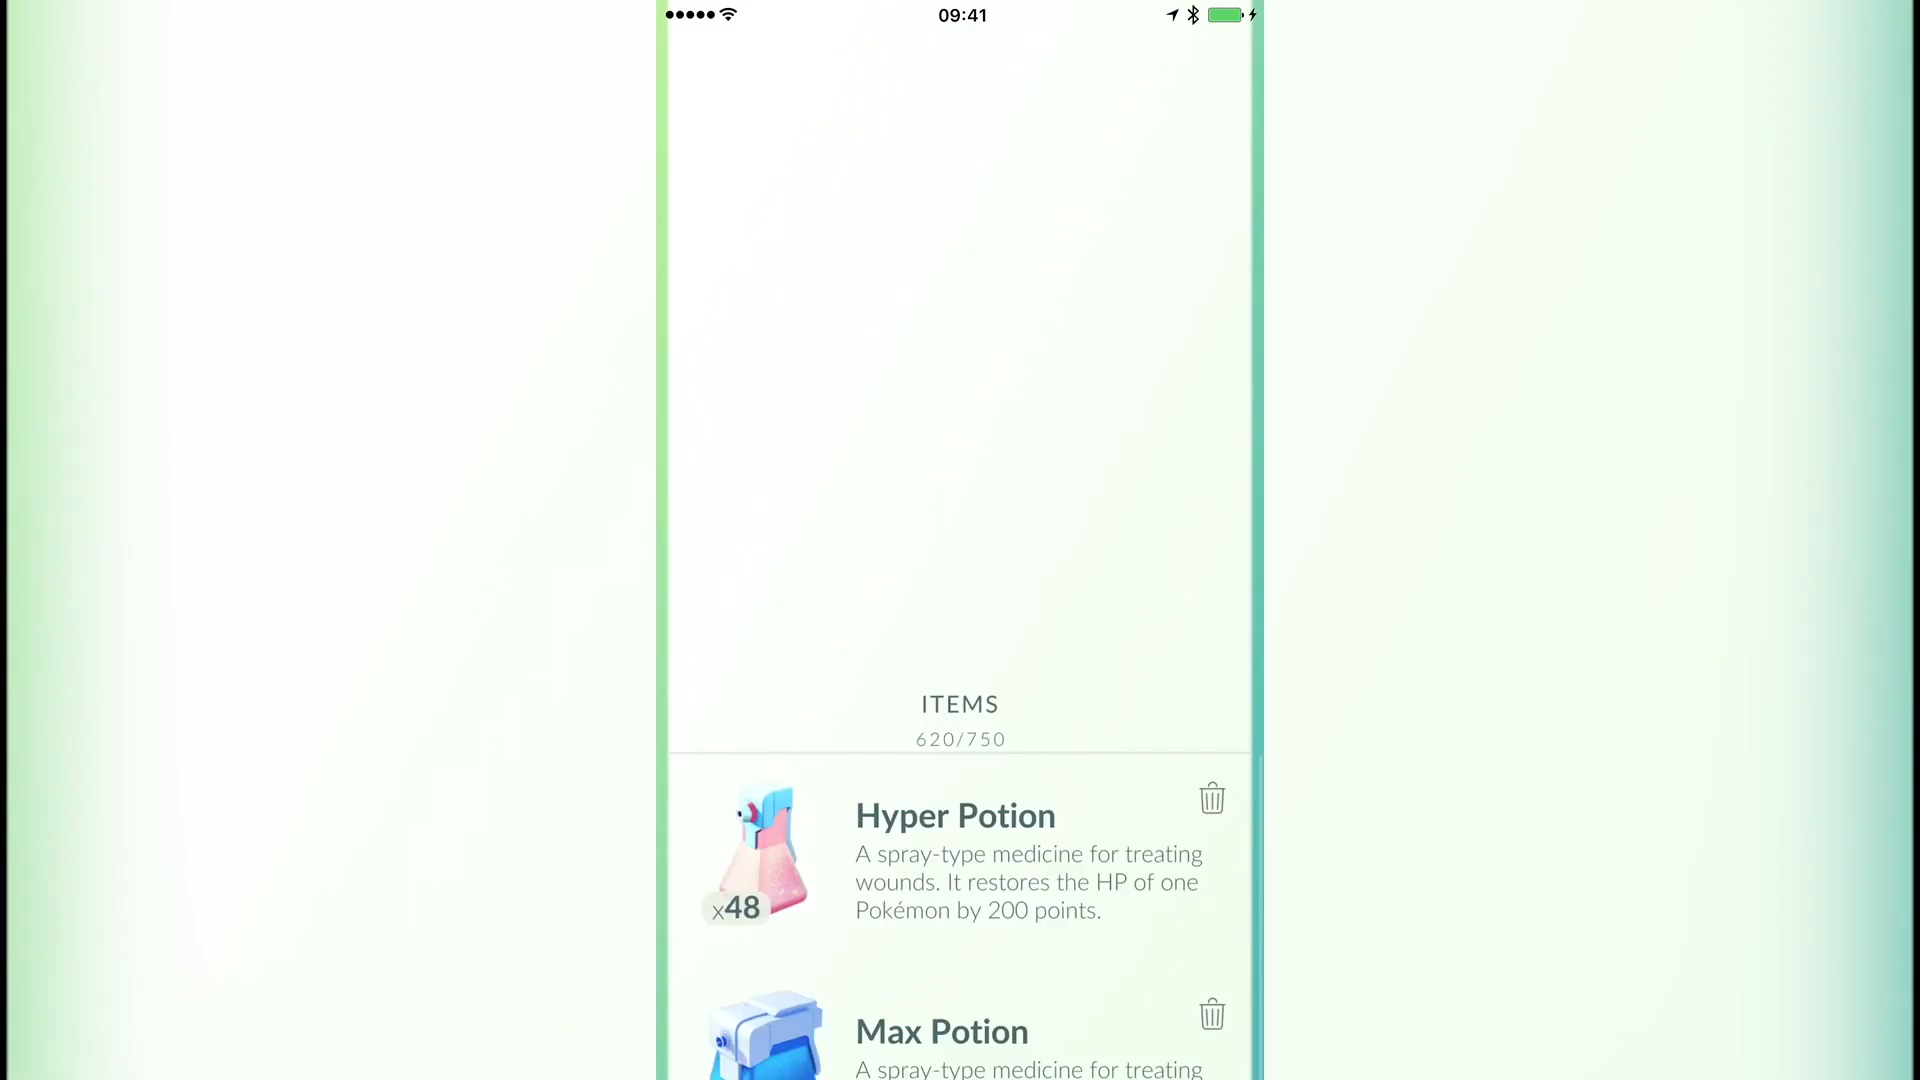 09:41
ITEMS
620/750
Hyper Potion
A spray-type medicine for treating
wounds. It restores the HP of one
Pokémon by 200 points.
x48
Max Potion
A spray-type medicine for treating